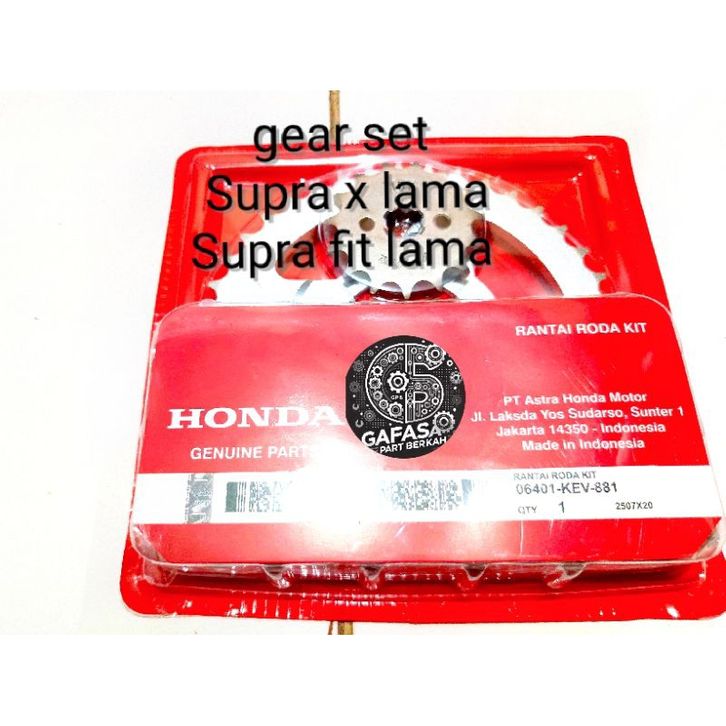 gear set
Supra x lama
Supra fit lama
RANTAI RODA KIT
HONDA
GENUINE PARTS
GP B
GAFASA
PART BERKAH
PT Astra Honda Motor
Jl. Laksda Yos Sudarso, Sunter 1
Jakarta 14350 - Indonesia
Made in Indonesia
RANTAI RODA KIT
06401-KEV-881
QTY 1 2507X20